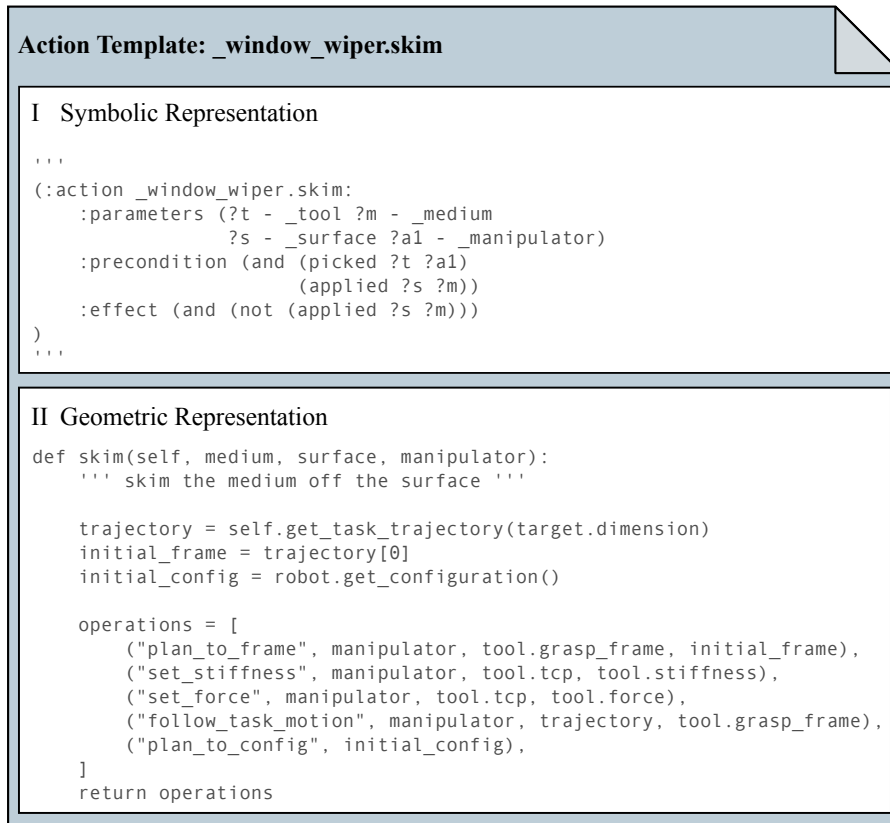 Action Template: _window_wiper.skim
I Symbolic Representation
'''
(:action _window_wiper.skim:
    :parameters (?t - _tool ?m - _medium
                 ?s - _surface ?a1 - _manipulator)
    :precondition (and (picked ?t ?a1)
                       (applied ?s ?m))
    :effect (and (not (applied ?s ?m)))
)
'''
II Geometric Representation
def skim(self, medium, surface, manipulator):
    ''' skim the medium off the surface '''
    trajectory = self.get_task_trajectory(target.dimension)
    initial_frame = trajectory[0]
    initial_config = robot.get_configuration()
    operations = [
        ("plan_to_frame", manipulator, tool.grasp_frame, initial_frame),
        ("set_stiffness", manipulator, tool.tcp, tool.stiffness),
        ("set_force", manipulator, tool.tcp, tool.force),
        ("follow_task_motion", manipulator, trajectory, tool.grasp_frame),
        ("plan_to_config", initial_config),
    ]
    return operations